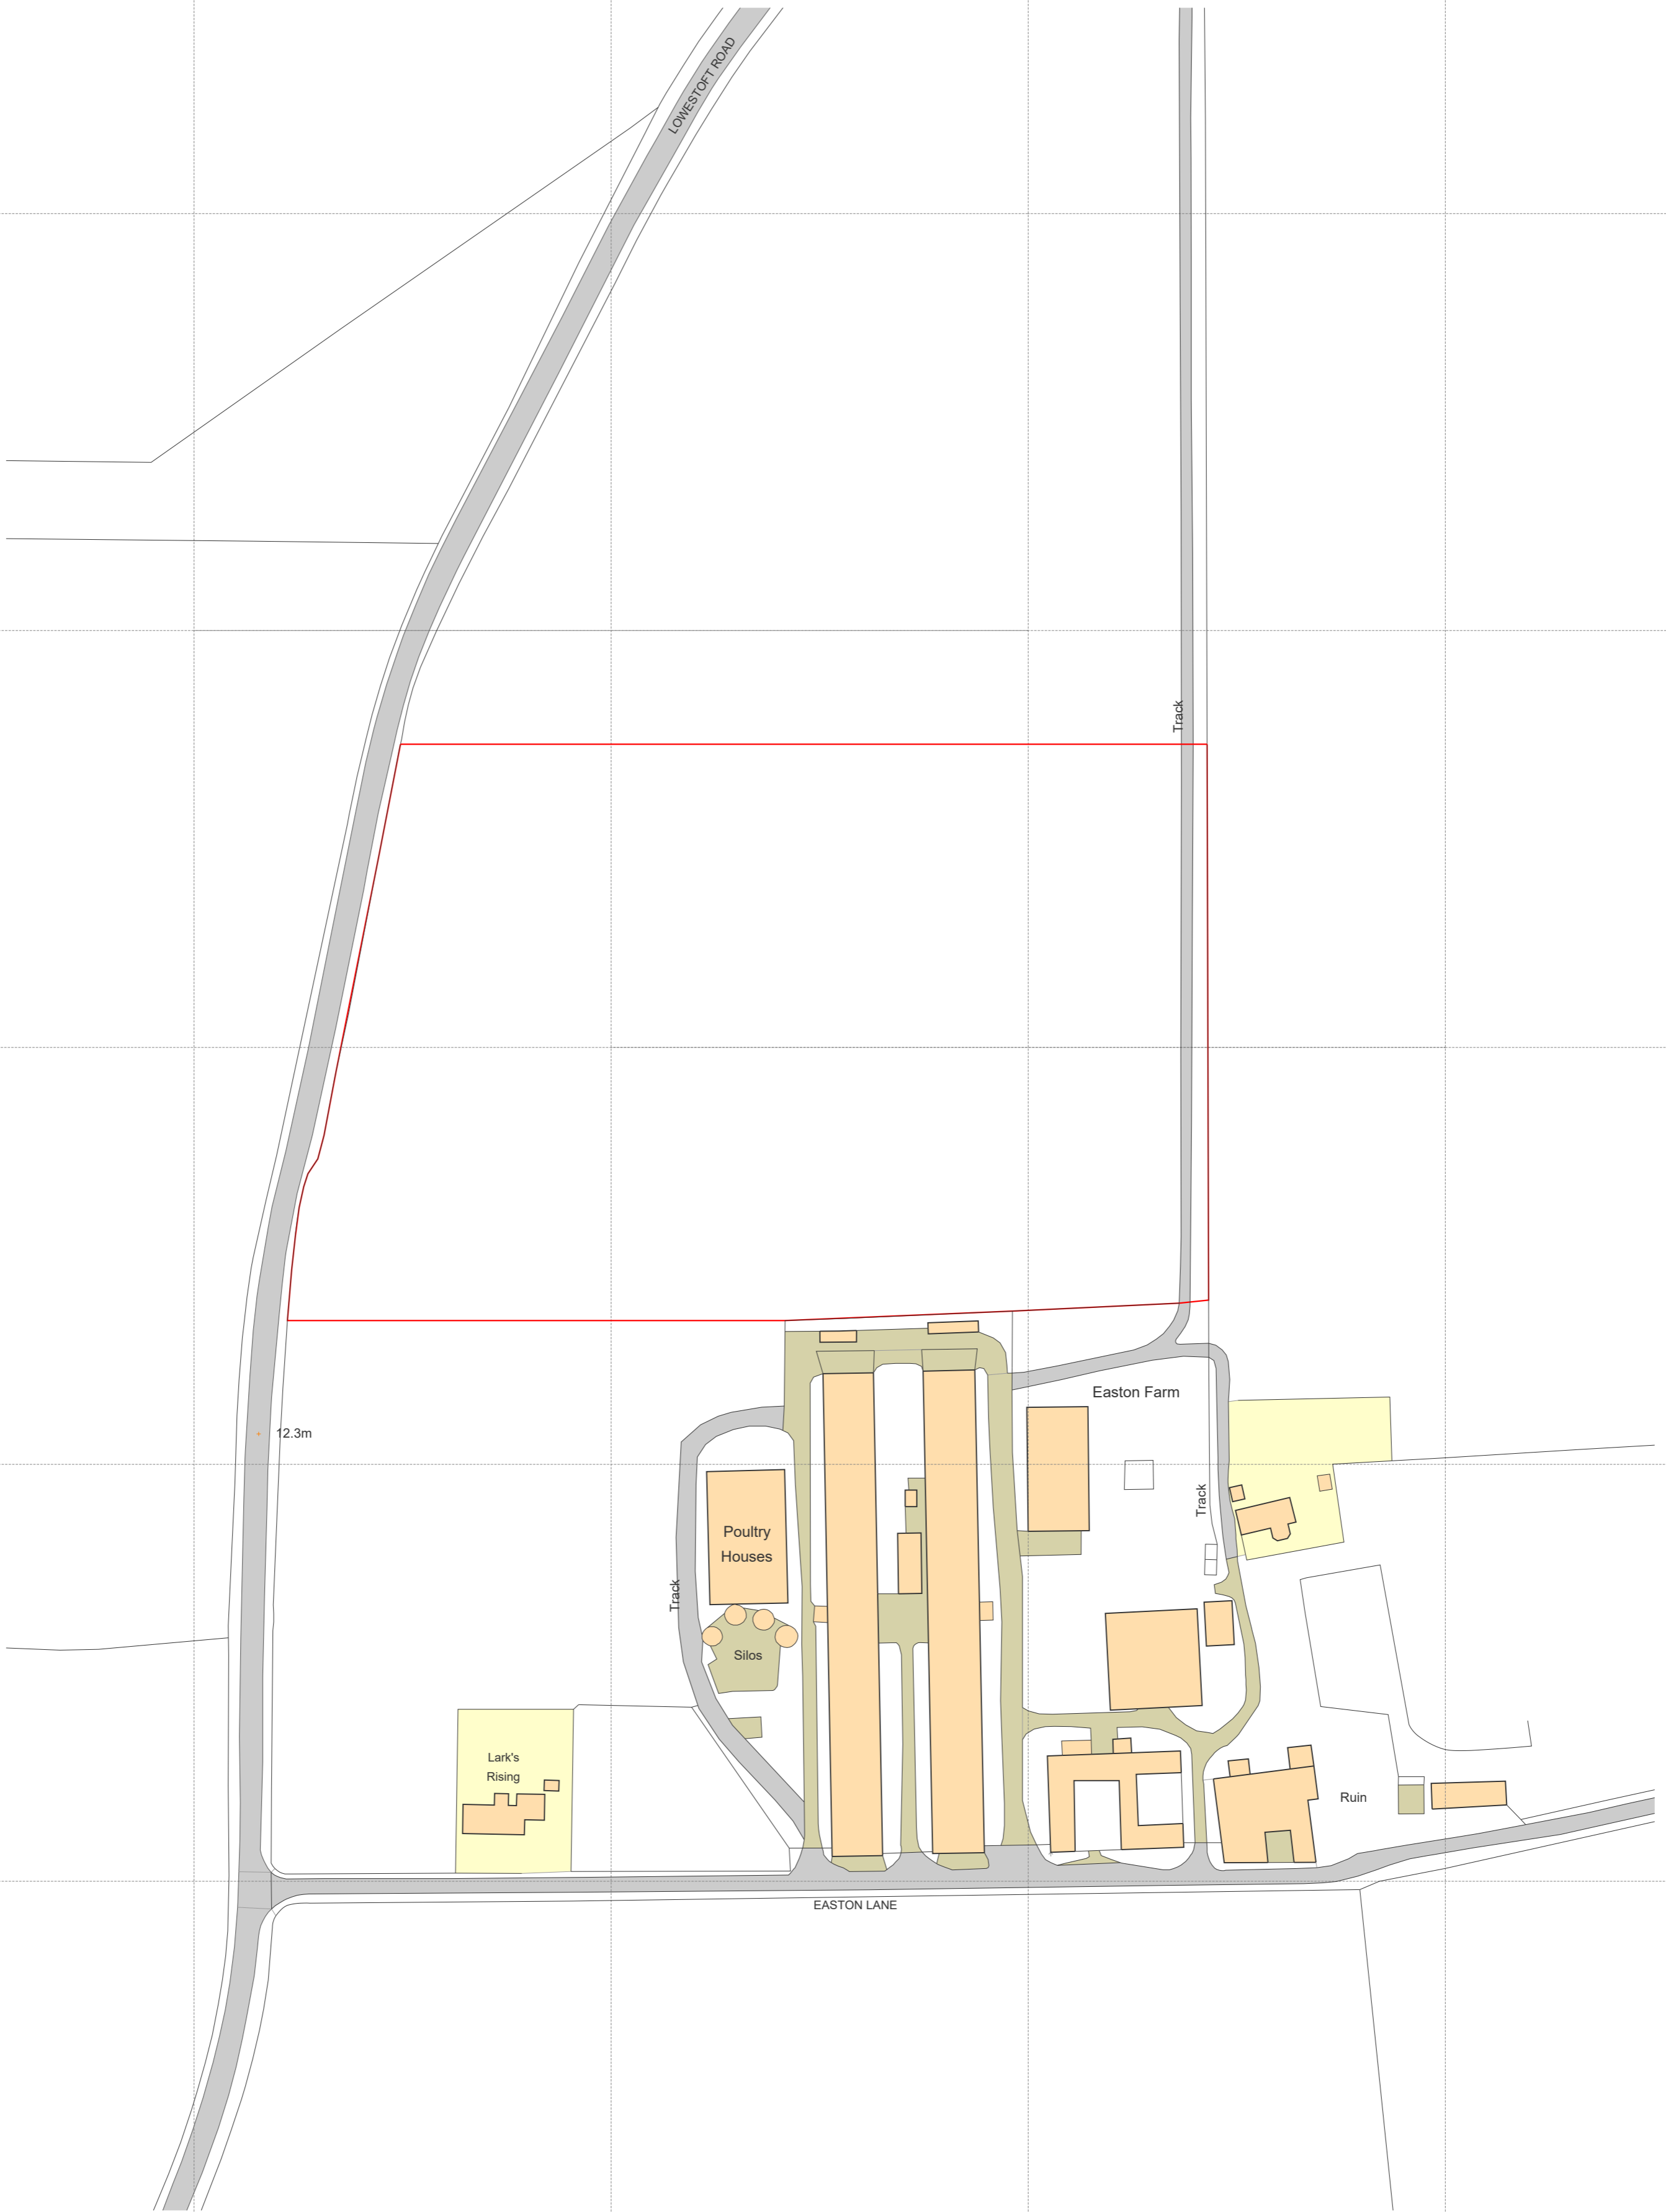 LOWESTOFT ROAD
Track
Easton Farm
12.3m
Track
Poultry
Houses
Track
Silos
Lark's
Rising
Ruin
EASTON LANE